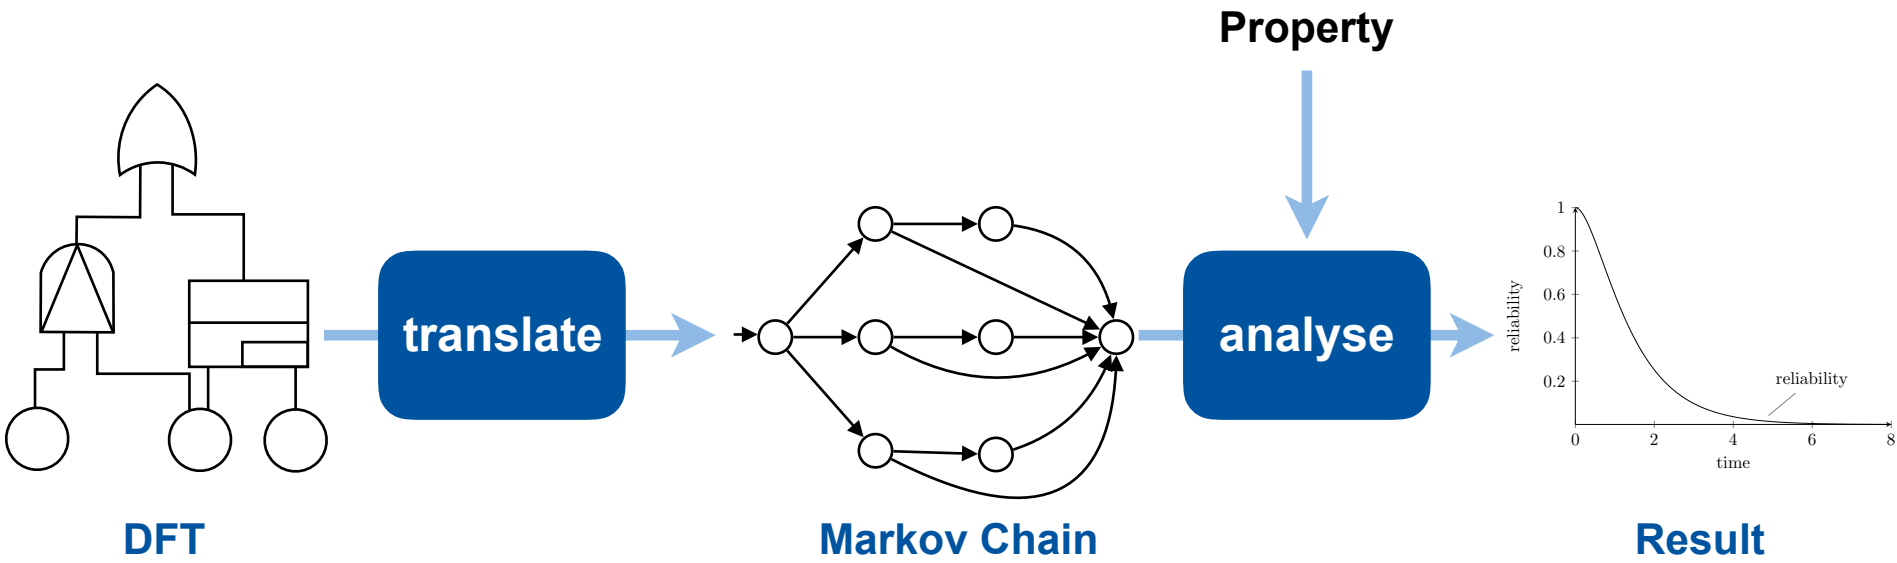 Property
translate
analyse
1
0.8
0.6
0.4
0.2
reliability
reliability
0 2 4 6 8
time
DFT
Markov Chain
Result